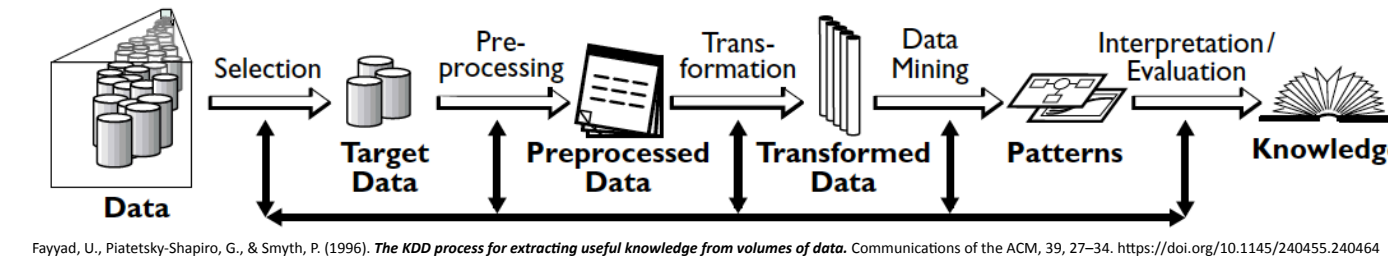 Selection
Pre-
processing
Trans-
formation
Data
Mining
Interpretation/
Evaluation
Data
Target
Data
Preprocessed
Data
Transformed
Data
Patterns
Knowledge
Fayyad, U., Piatetsky-Shapiro, G., & Smyth, P. (1996). The KDD process for extracting useful knowledge from volumes of data. Communications of the ACM, 39, 27–34. https://doi.org/10.1145/240455.240464